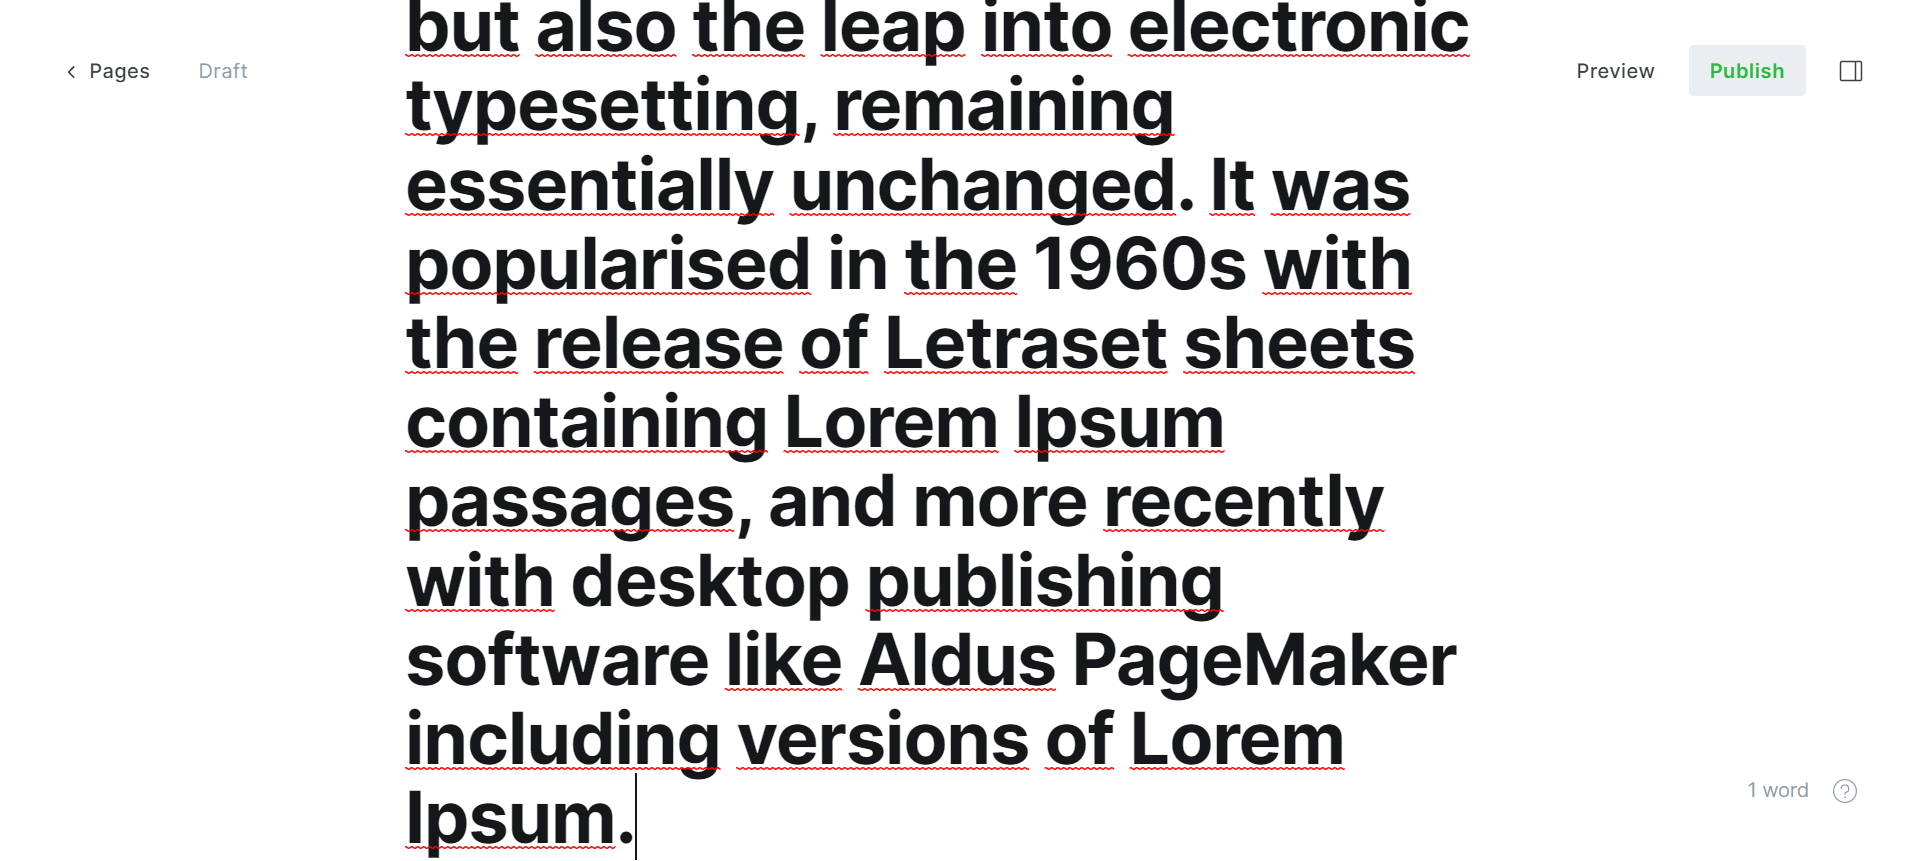 but also the leap into electronic
Pages Draft Preview Publish
typesetting, remaining
essentially unchanged. It was
popularised in the 1960s with
the release of Letraset sheets
containing Lorem Ipsum
passages, and more recently
with desktop publishing
software like Aldus PageMaker
including versions of Lorem
1 word ?
Ipsum.